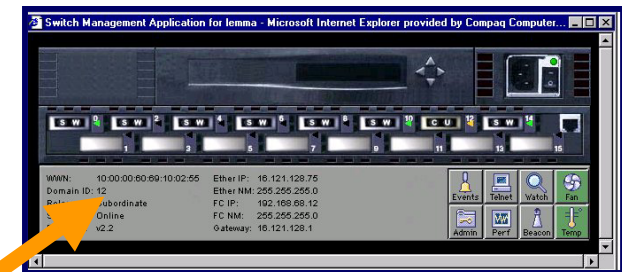 Switch Management Application for lemma - Microsoft Internet Explorer provided by Compaq Computer...
S W 0 S W 2 S W 4 S W 6 S W 8 S W 10 C U 12 S W 14
1 3 5 7 9 11 13 15
WWN: 10:00:00:60:69:10:02:55 Ether IP: 16.121.128.75
Domain ID: 12 Ether NM: 255.255.255.0
Subordinate FC IP: 192.168.68.12
Online FC NM: 255.255.255.0
v2.2 Gateway: 16.121.128.1
Events Telnet Watch Fan
Admin Perf Beacon Temp